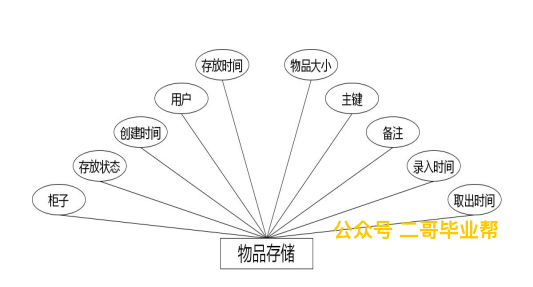 存放时间 物品大小
用户 主键
创建时间 备注
存放状态 录入时间
柜子 取出时间
公众号 二哥毕业帮
物品存储